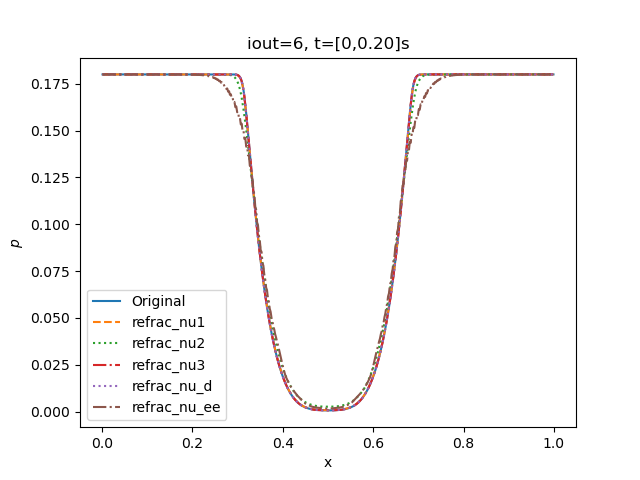 iout=6, t=[0,0.20]s
0.175
0.150
0.125
0.100
0.075
0.050
0.025
0.000
p
Original
refrac_nu1
refrac_nu2
refrac_nu3
refrac_nu_d
refrac_nu_ee
0.0 0.2 0.4 0.6 0.8 1.0
x